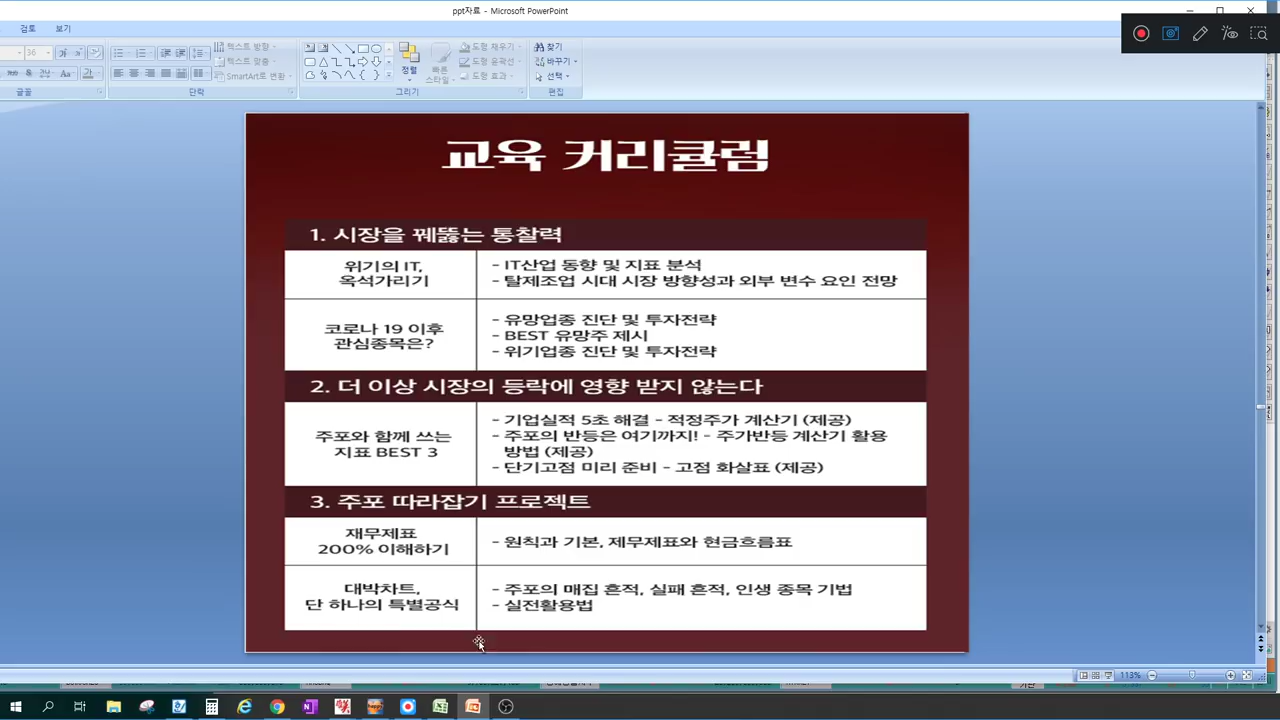 ppt자료 - Microsoft PowerPoint
검토 보기
36
텍스트 방향
텍스트 맞춤
SmartArt로 변환
정렬
빠른
스타일
도형 채우기
도형 윤곽선
도형 효과
찾기
바꾸기
선택
글꼴
단락
그리기
편집
교육 커리큘럼
1. 시장을 꿰뚫는 통찰력
위기의 IT,
옥석가리기
- IT산업 동향 및 지표 분석
- 탈제조업 시대 시장 방향성과 외부 변수 요인 전망
코로나 19 이후
관심종목은?
- 유망업종 진단 및 투자전략
- BEST 유망주 제시
- 위기업종 진단 및 투자전략
2. 더 이상 시장의 등락에 영향 받지 않는다
주포와 함께 쓰는
지표 BEST 3
- 기업실적 5초 해결 - 적정주가 계산기 (제공)
- 주포의 반등은 여기까지! - 주가반등 계산기 활용
방법 (제공)
- 단기고점 미리 준비 - 고점 화살표 (제공)
3. 주포 따라잡기 프로젝트
재무제표
200% 이해하기
- 원칙과 기본, 제무제표와 현금흐름표
대박차트,
단 하나의 특별공식
- 주포의 매집 흔적, 실패 흔적, 인생 종목 기법
- 실전활용법
113%